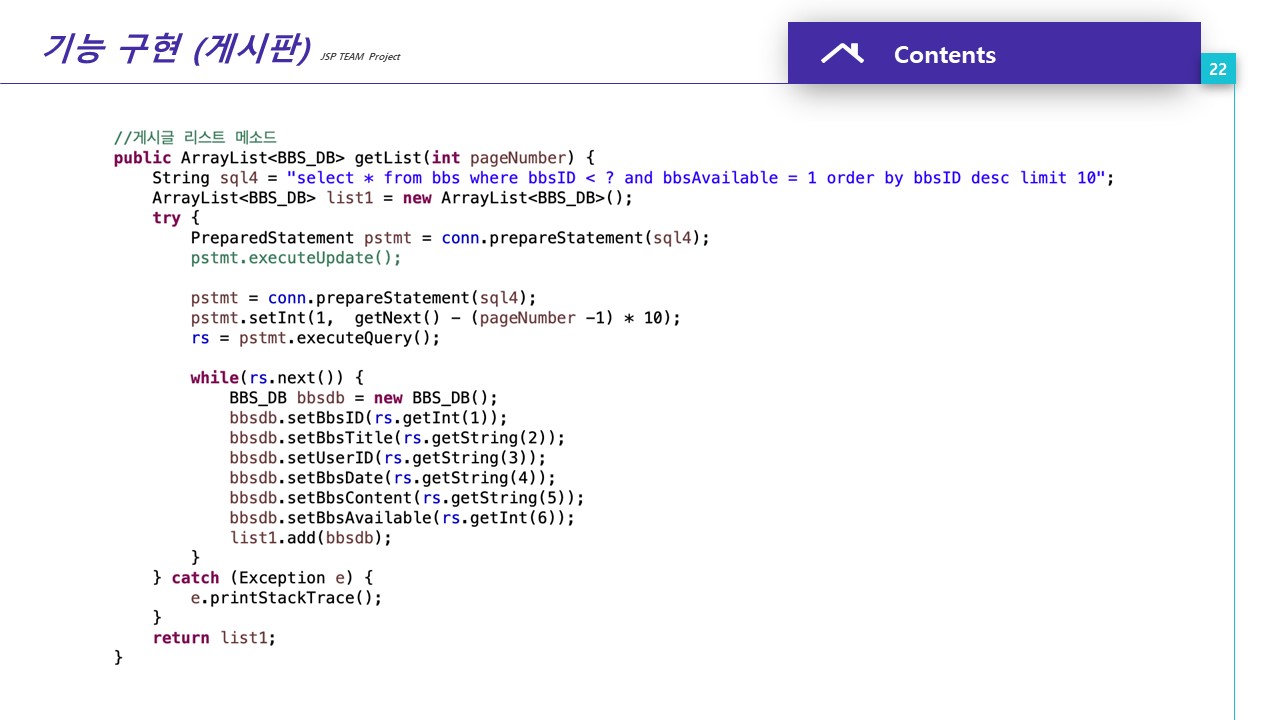 기능 구현 (게시판) JSP TEAM Project
Contents
22
//게시글 리스트 메소드
public ArrayList<BBS_DB> getList(int pageNumber) {
    String sql4 = "select * from bbs where bbsID < ? and bbsAvailable = 1 order by bbsID desc limit 10";
    ArrayList<BBS_DB> list1 = new ArrayList<BBS_DB>();
    try {
        PreparedStatement pstmt = conn.prepareStatement(sql4);
        pstmt.executeUpdate();
        pstmt = conn.prepareStatement(sql4);
        pstmt.setInt(1,  getNext() - (pageNumber -1) * 10);
        rs = pstmt.executeQuery();
        while(rs.next()) {
            BBS_DB bbsdb = new BBS_DB();
            bbsdb.setBbsID(rs.getInt(1));
            bbsdb.setBbsTitle(rs.getString(2));
            bbsdb.setUserID(rs.getString(3));
            bbsdb.setBbsDate(rs.getString(4));
            bbsdb.setBbsContent(rs.getString(5));
            bbsdb.setBbsAvailable(rs.getInt(6));
            list1.add(bbsdb);
        }
    } catch (Exception e) {
        e.printStackTrace();
    }
    return list1;
}